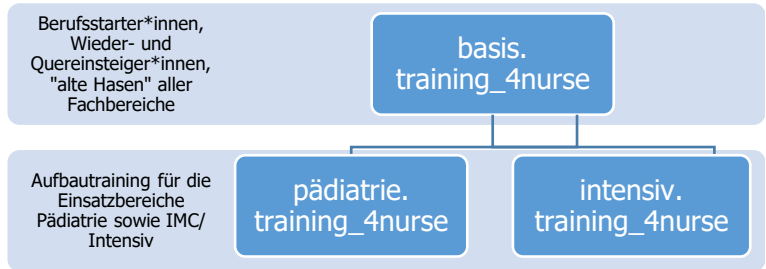 Berufsstarter*innen,
Wieder- und
Quereinsteiger*innen,
"alte Hasen" aller
Fachbereiche
basis.
training_4nurse
Aufbautraining für die
Einsatzbereiche
Pädiatrie sowie IMC/
Intensiv
pädiatrie.
training_4nurse
intensiv.
training_4nurse